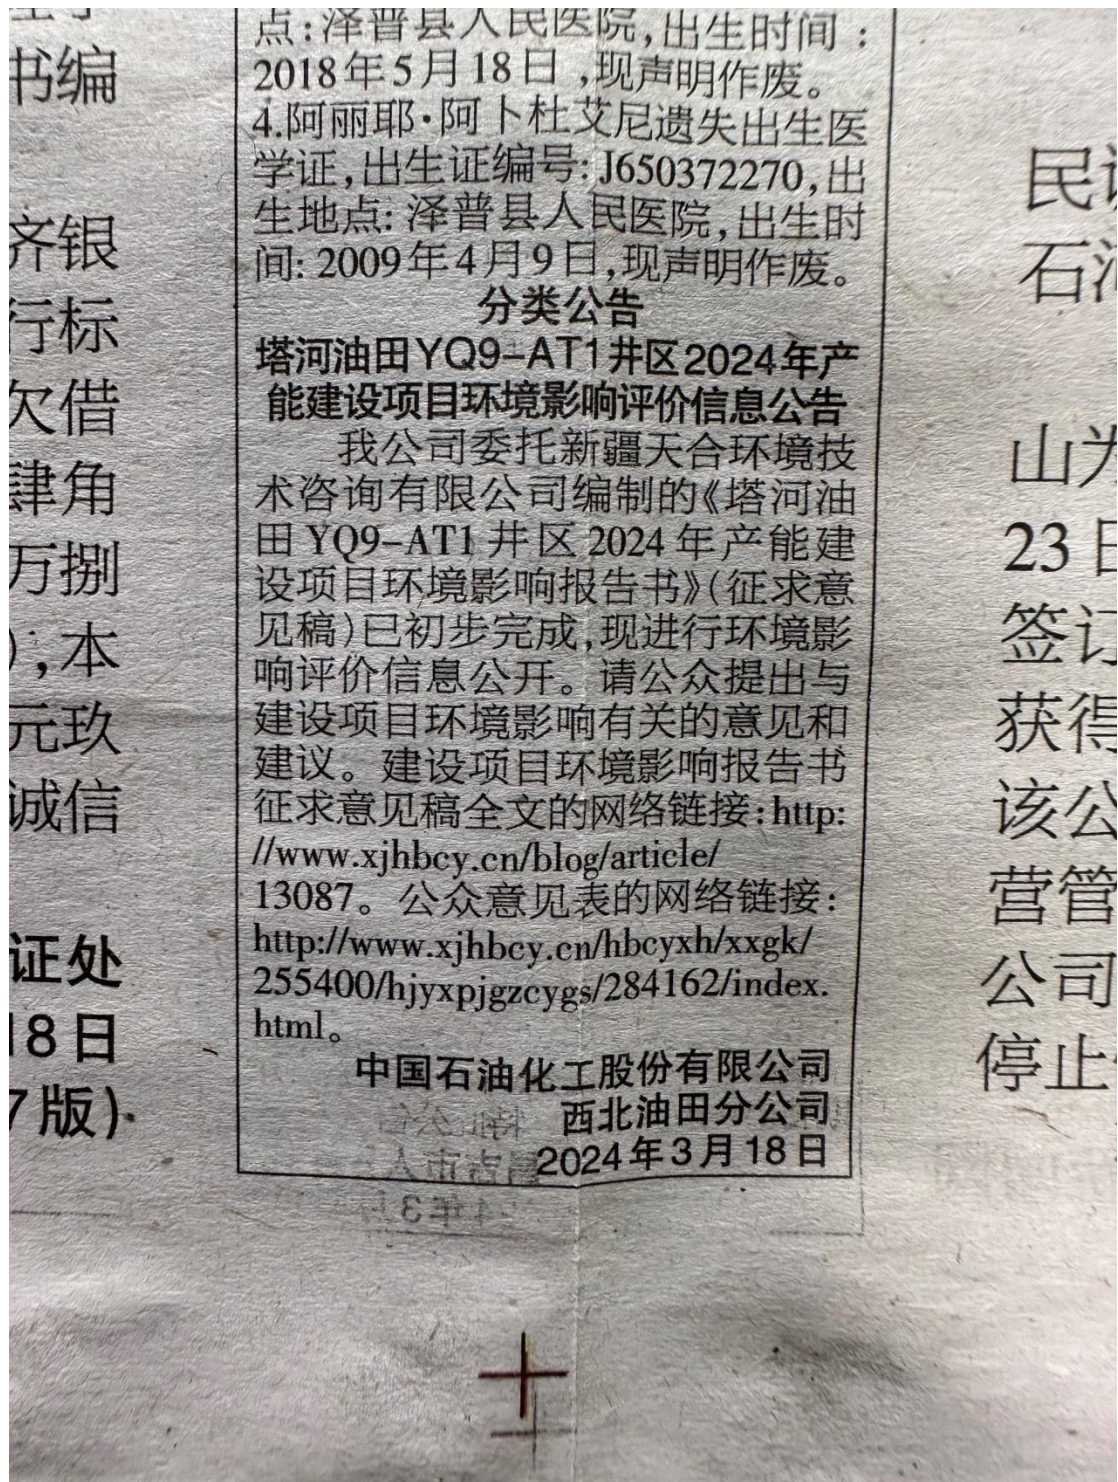 书编
齐银
行标
欠借
肆角
万捌
),本
元玖
诚信
证处
18日
7版)
点:泽普县人民医院,出生时间:
2018年5月18日,现声明作废。
4.阿丽耶·阿卜杜艾尼遗失出生医
学证,出生证编号:J650372270,出
生地点:泽普县人民医院,出生时
间:2009年4月9日,现声明作废。
分类公告
塔河油田YQ9-AT1井区2024年产
能建设项目环境影响评价信息公告
我公司委托新疆天合环境技
术咨询有限公司编制的《塔河油
田YQ9-AT1井区2024年产能建
设项目环境影响报告书》(征求意
见稿)已初步完成,现进行环境影
响评价信息公开。请公众提出与
建设项目环境影响有关的意见和
建议。建设项目环境影响报告书
征求意见稿全文的网络链接:http:
//www.xjhbcy.cn/blog/article/
13087。公众意见表的网络链接:
http://www.xjhbcy.cn/hbcyxh/xxgk/
255400/hjyxpjgzcygs/284162/index.
html。
中国石油化工股份有限公司
西北油田分公司
2024年3月18日
民
石河
山为
23日
签订
获得
该公
营管
公司
停止